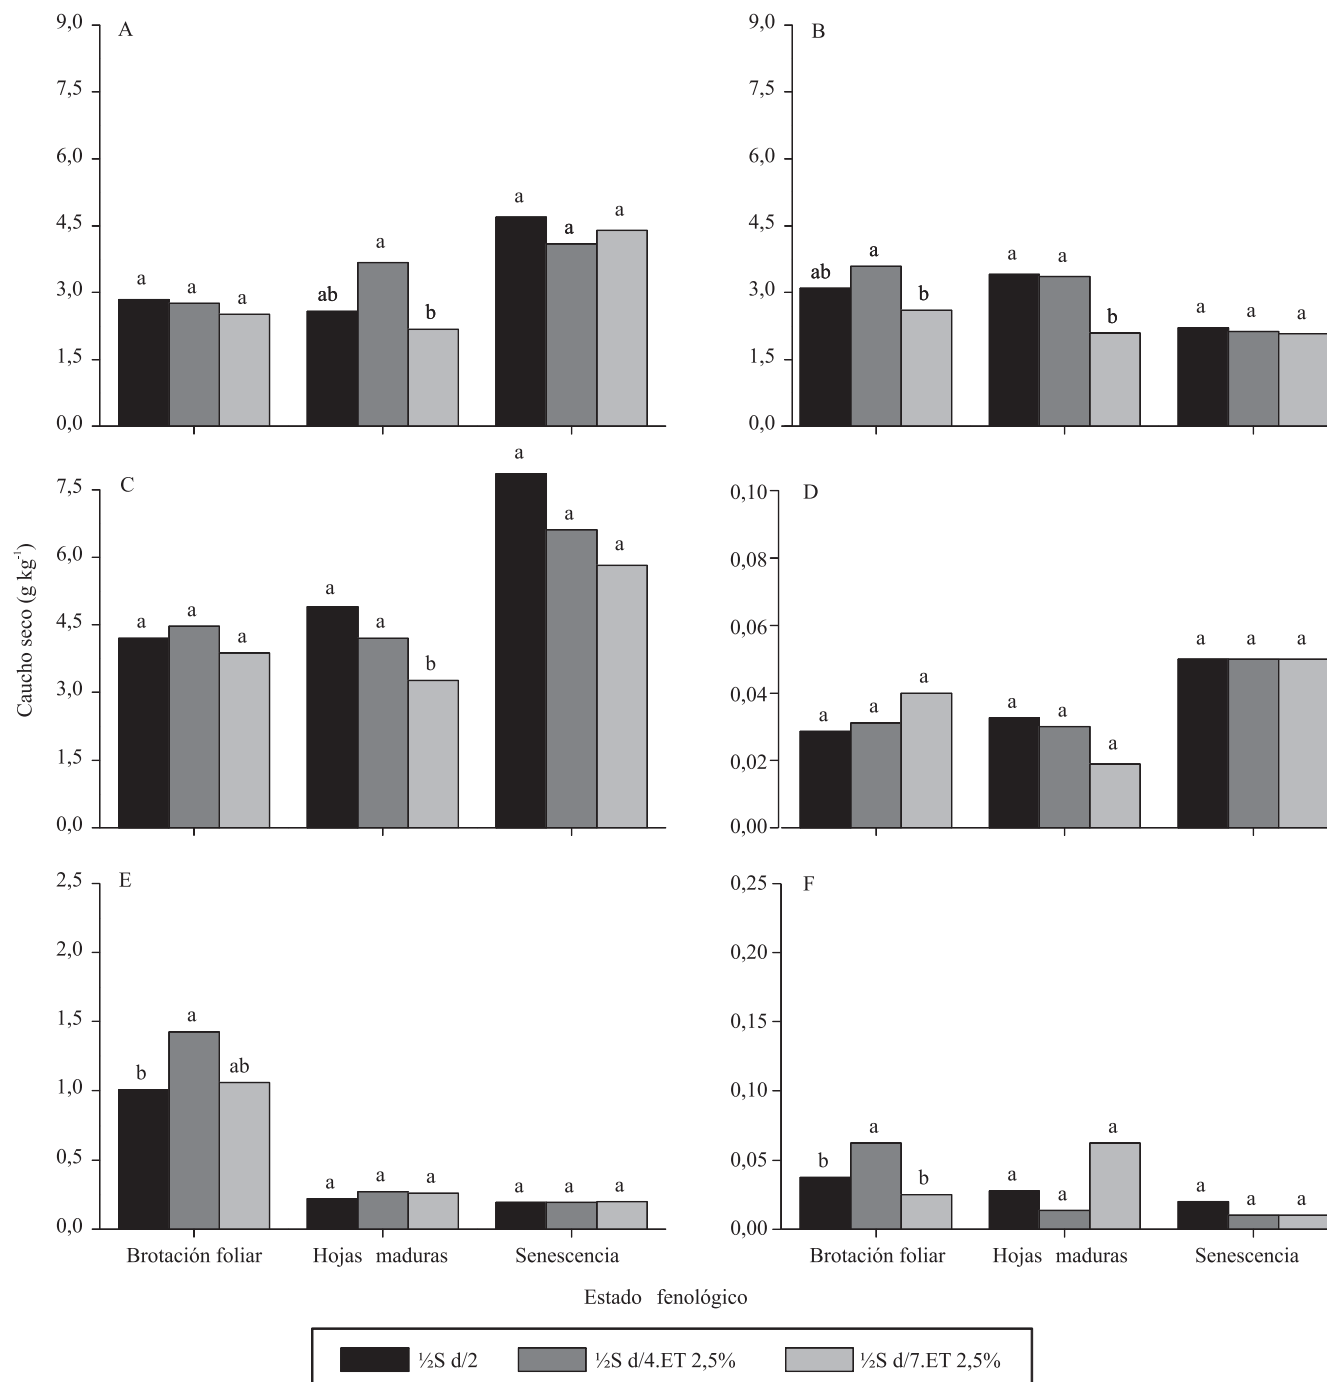 A
9,0
7,5
6,0
4,5
3,0
1,5
0,0
a a a
ab a b
a a a
B
9,0
7,5
6,0
4,5
3,0
1,5
0,0
ab a b
a a b
a a a
Caucho seco (g kg-1)
C
7,5
6,0
4,5
3,0
1,5
0,0
a a a
a a b
a a a
D
0,10
0,08
0,06
0,04
0,02
0,00
a a a
a a a
a a a
E
2,5
2,0
1,5
1,0
0,5
0,0
b a ab
a a a
a a a
Brotación foliar Hojas maduras Senescencia
F
0,25
0,20
0,15
0,10
0,05
0,00
b a b
a a a
a a a
Brotación foliar Hojas maduras Senescencia
Estado fenológico
½S d/2 ½S d/4.ET 2,5% ½S d/7.ET 2,5%